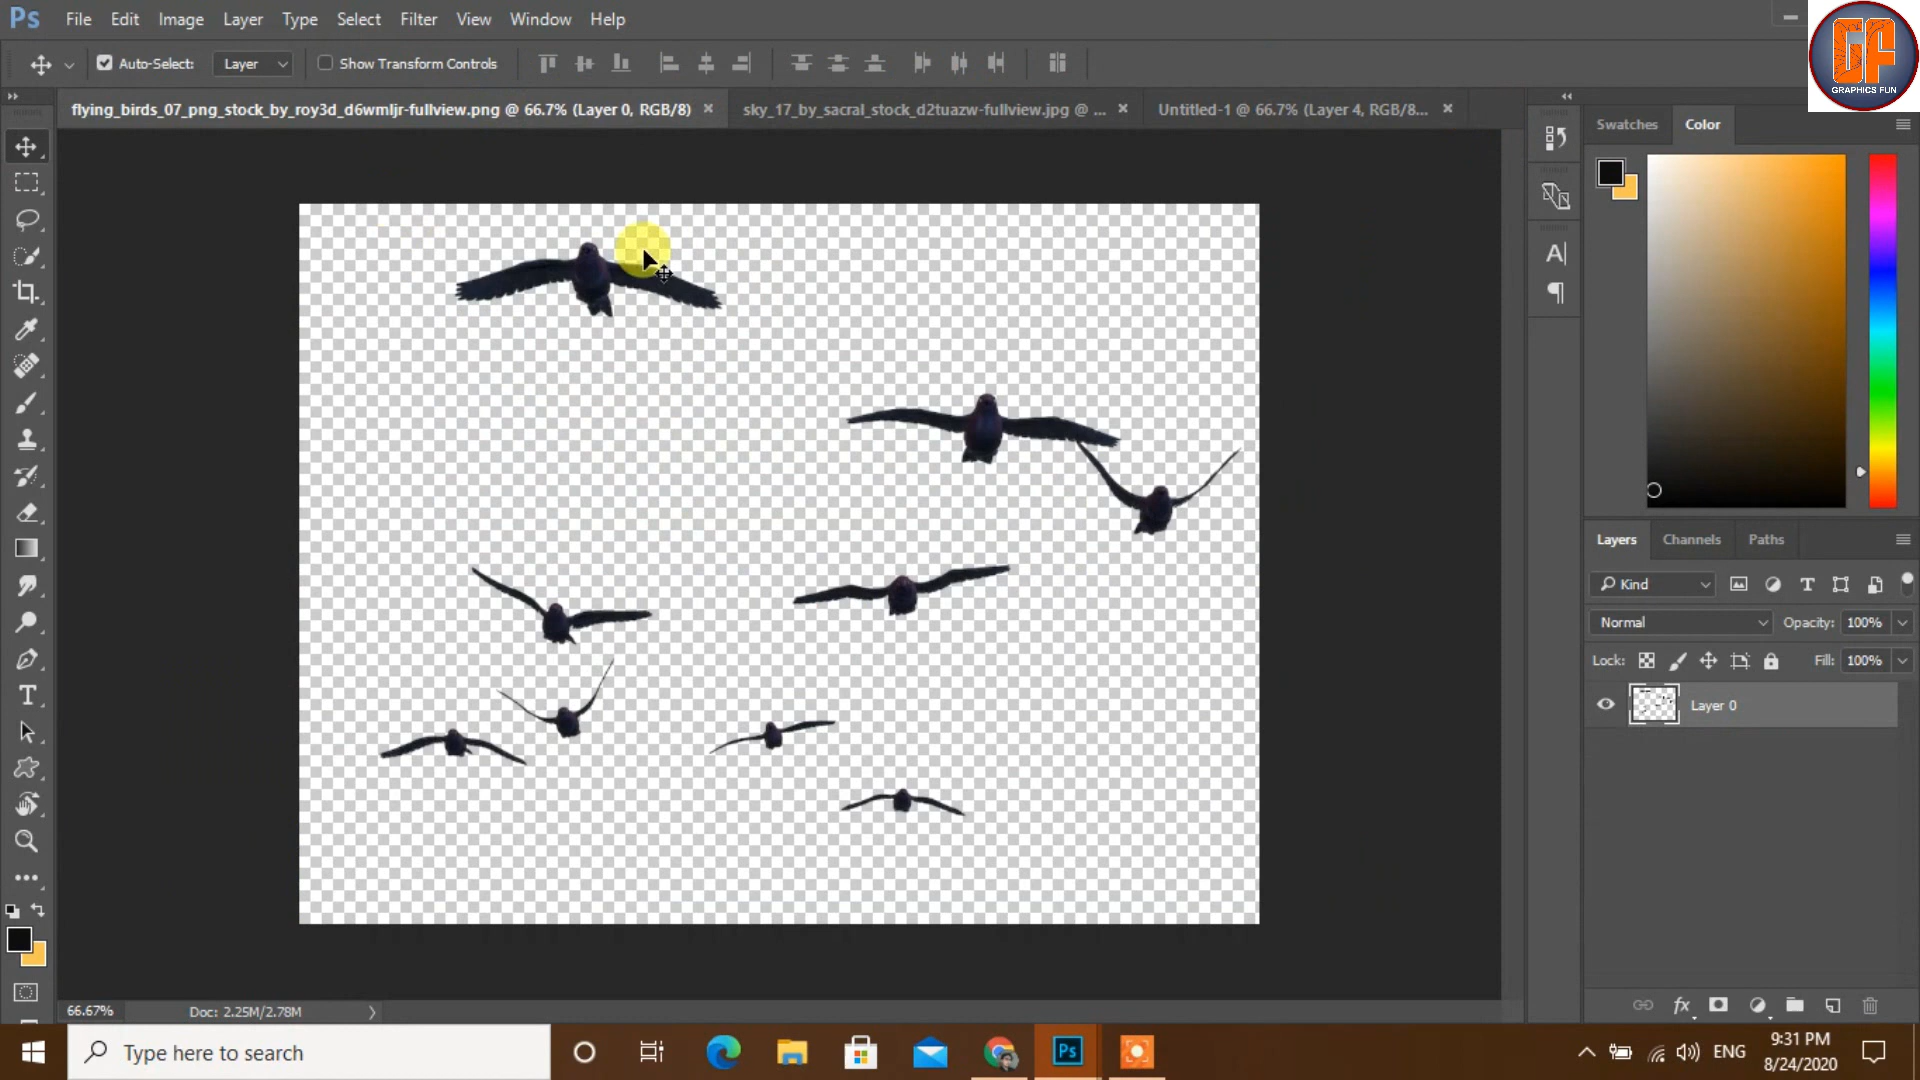 Ps File Edit Image Layer Type Select Filter View Window Help
GF
GRAPHICS FUN
Auto-Select: Layer Show Transform Controls
flying_birds_07_png_stock_by_roy3d_d6wmljr-fullview.png @ 66.7% (Layer 0, RGB/8) × sky_17_by_sacral_stock_d2tuazw-fullview.jpg @ ... × Untitled-1 @ 66.7% (Layer 4, RGB/8... ×
Swatches Color
Layers Channels Paths
Kind
Normal Opacity: 100%
Lock: Fill: 100%
Layer 0
66.67% Doc: 2.25M/2.78M
Type here to search
Ps
ENG
9:31 PM
8/24/2020